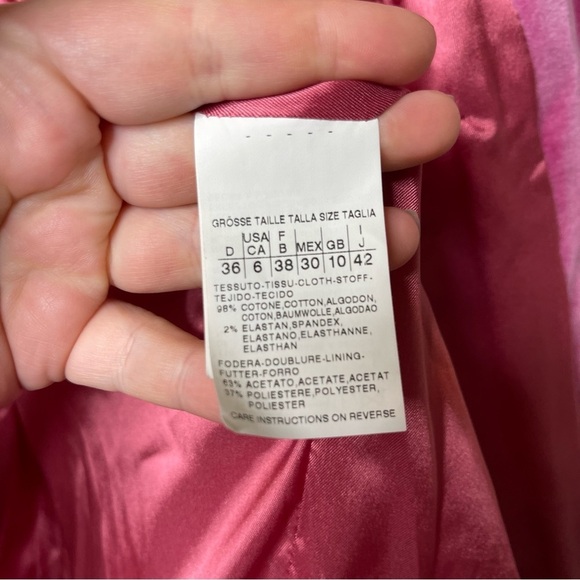 GRÖSSE TAILLE TALLA SIZE TAGLIA
D USA CA F B MEX GB I J
36 6 38 30 10 42
TESSUTO-TISSU-CLOTH-STOFF-
TEJIDO-TECIDO
98% COTONE,COTTON,ALGODON,
COTON,BAUMWOLLE,ALGODAO
2% ELASTAN,SPANDEX,
ELASTANO,ELASTHANNE,
ELASTHAN
FODERA-DOUBLURE-LINING-
FUTTER-FORRO
63% ACETATO,ACETATE,ACETAT
37% POLIESTERE,POLYESTER,
POLIESTER
CARE INSTRUCTIONS ON REVERSE